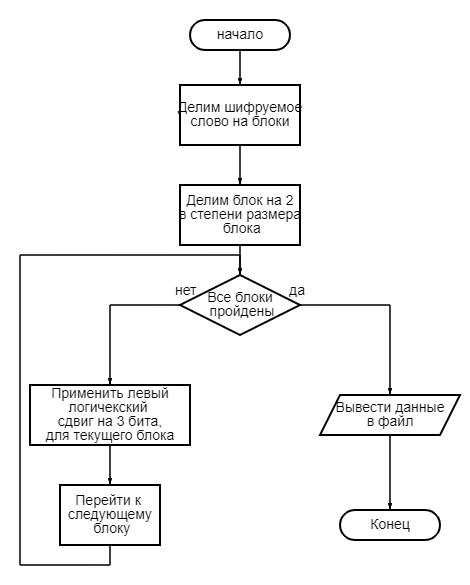 начало
Делим шифруемое
слово на блоки
Делим блок на 2
в степени размера
блока
нет
Все блоки
пройдены
да
Применить левый
логичекский
сдвиг на 3 бита,
для текущего блока
Вывести данные
в файл
Перейти к
следующему
блоку
Конец